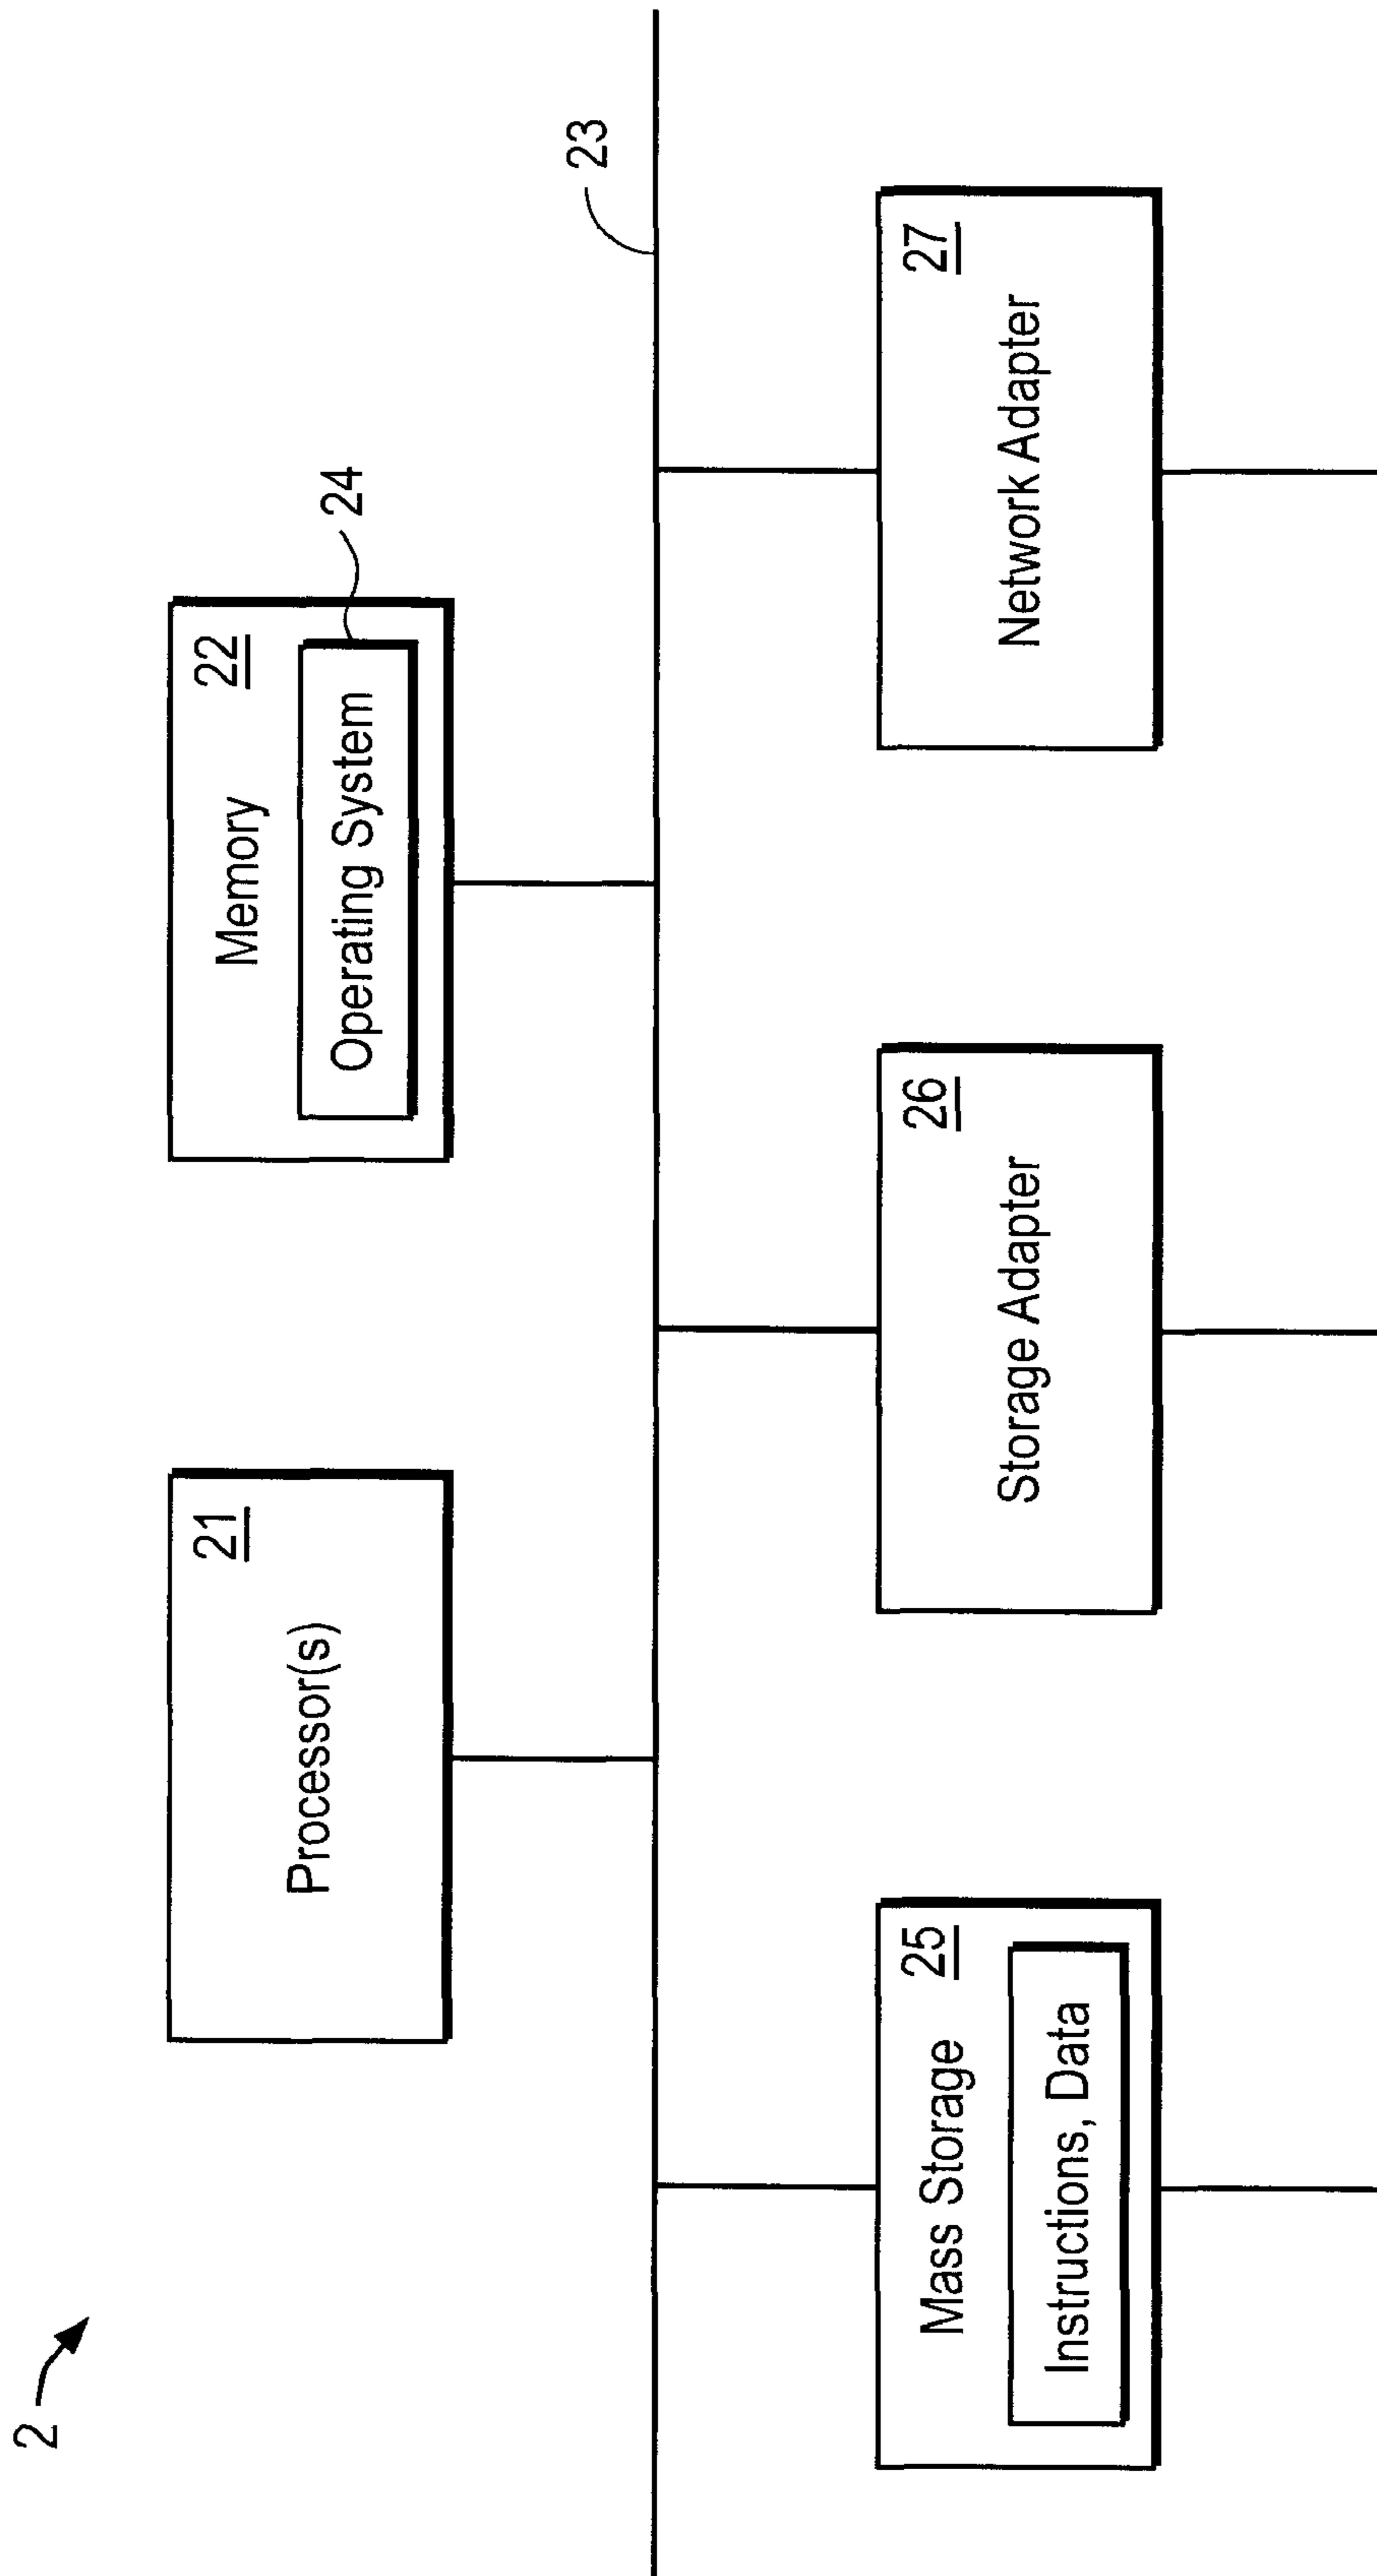 2
21
Processor(s)
22
Memory
Operating System
24
23
25
Mass Storage
Instructions, Data
26
Storage Adapter
27
Network Adapter